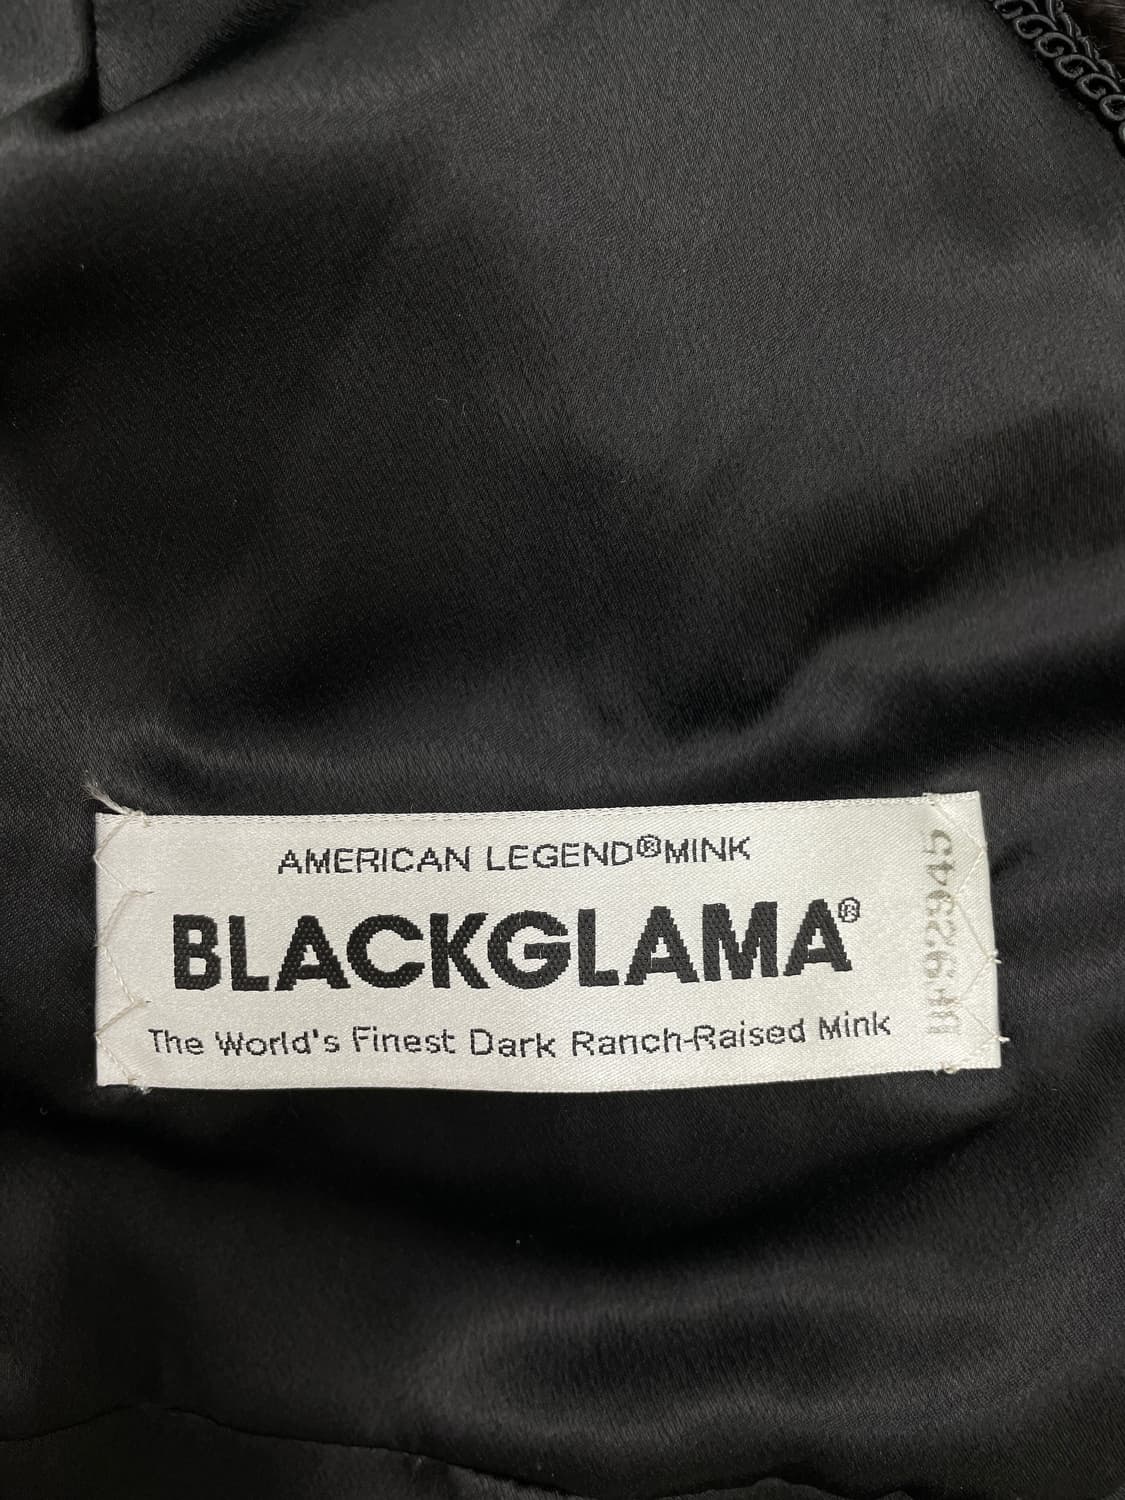 AMERICAN LEGEND®MINK
BLACKGLAMA®
The World's Finest Dark Ranch-Raised Mink